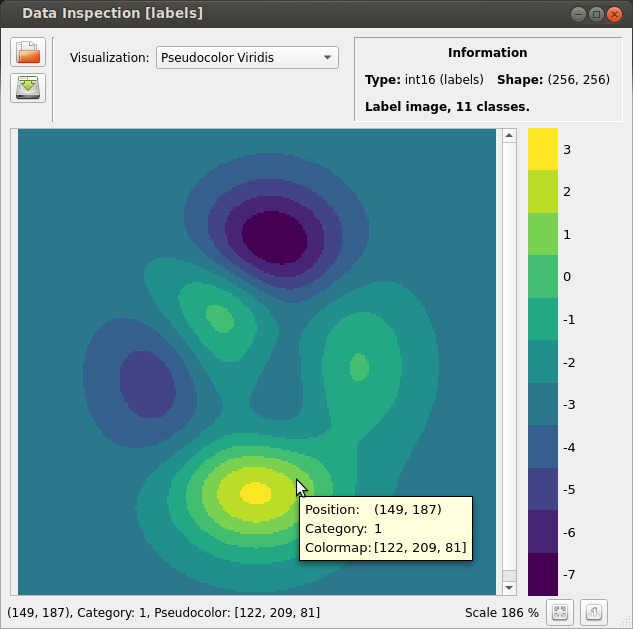 Data Inspection [labels]
Visualization: Pseudocolor Viridis
Information
Type: int16 (labels) Shape: (256, 256)
Label image, 11 classes.
3
2
1
0
-1
-2
-3
-4
-5
-6
-7
Position: (149, 187)
Category: 1
Colormap: [122, 209, 81]
(149, 187), Category: 1, Pseudocolor: [122, 209, 81]
Scale 186 %
1